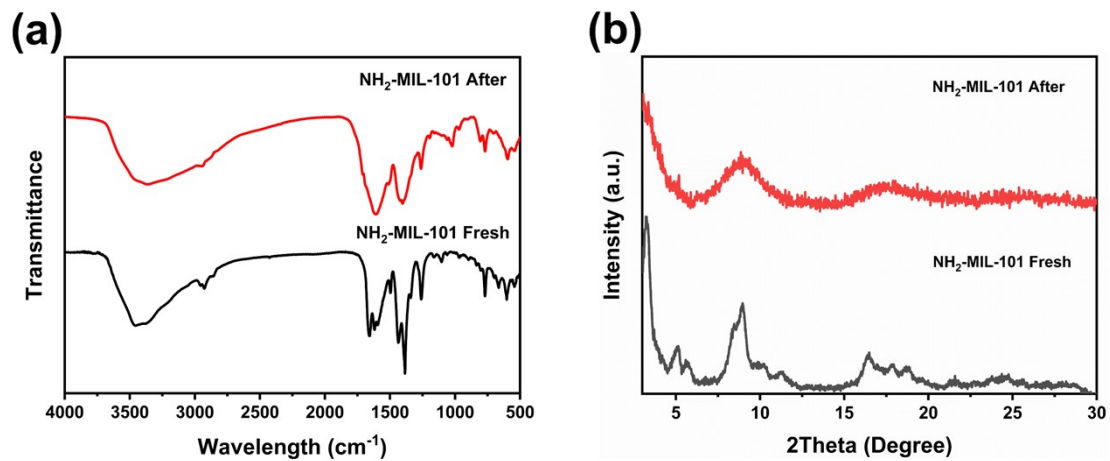 (a)
NH₂-MIL-101 After
NH₂-MIL-101 Fresh
Transmittance
4000 3500 3000 2500 2000 1500 1000 500
Wavelength (cm⁻¹)
(b)
NH₂-MIL-101 After
NH₂-MIL-101 Fresh
Intensity (a.u.)
5 10 15 20 25 30
2Theta (Degree)